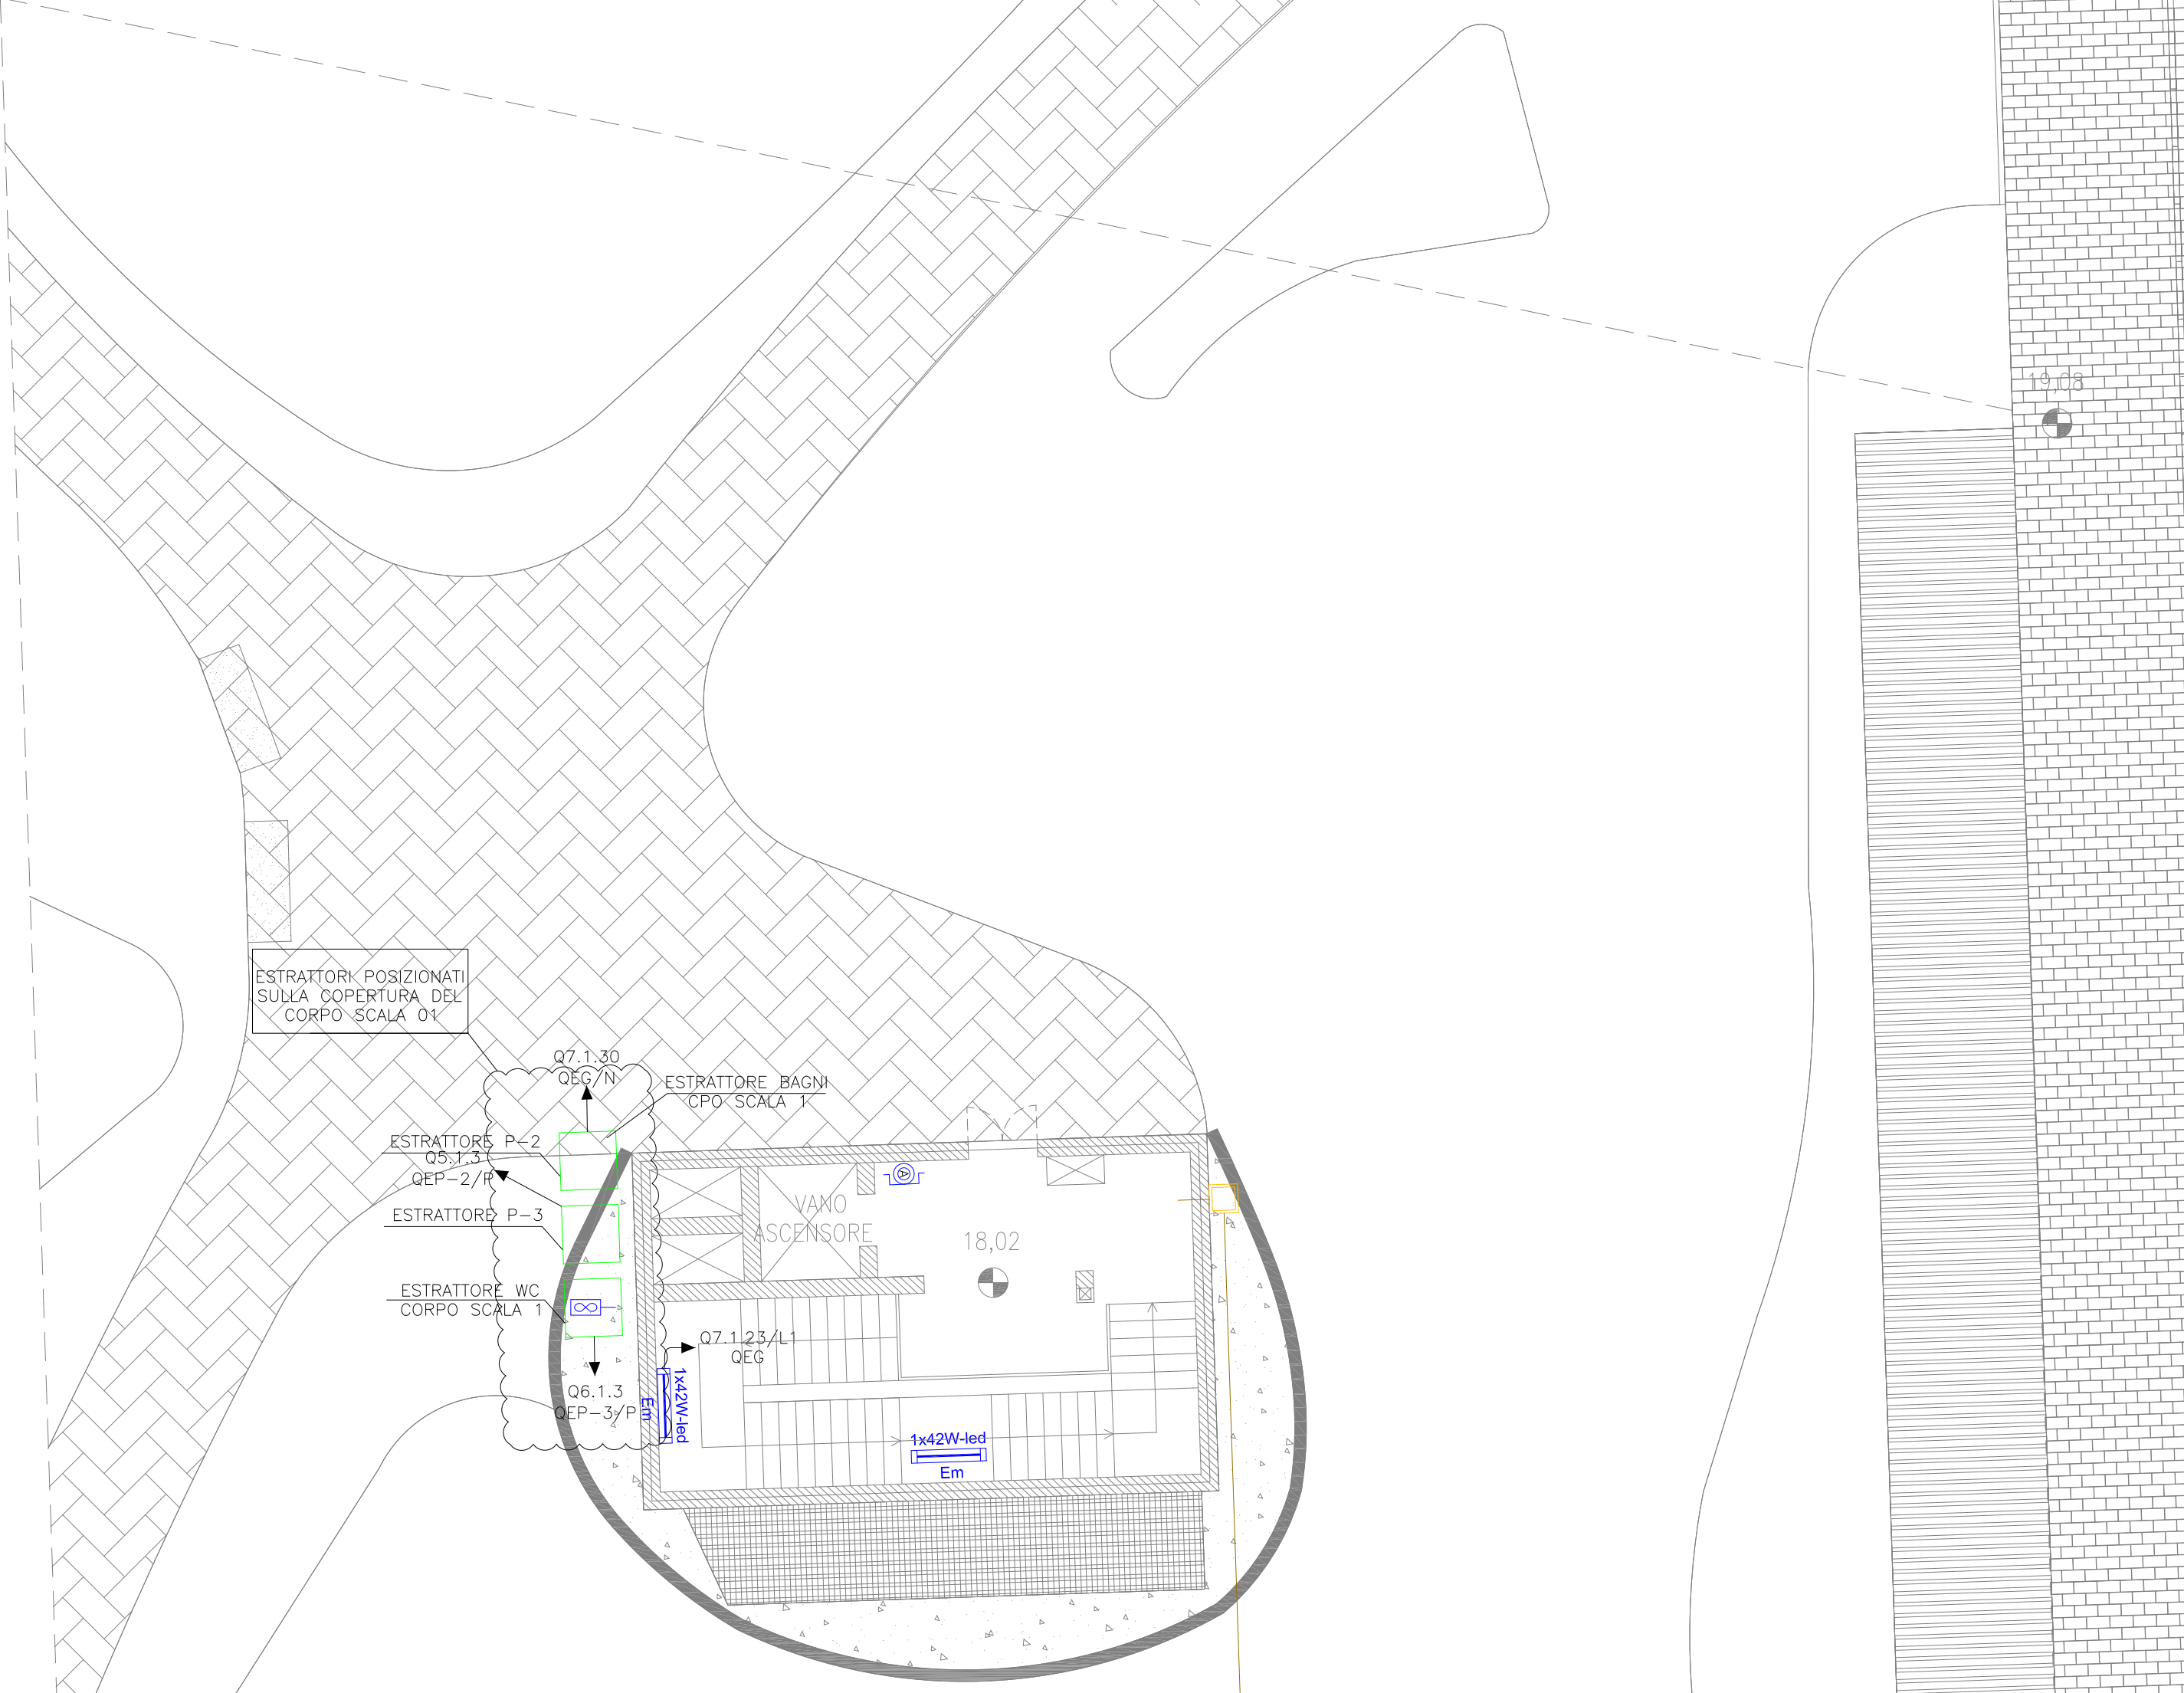 19,08
ESTRATTORI POSIZIONATI
SULLA COPERTURA DEL
CORPO SCALA 01
Q7.1.30
QEG/N
ESTRATTORE BAGNI
CPO SCALA 1
ESTRATTORE P-2
Q5.1.3
QEP-2/P
ESTRATTORE P-3
ESTRATTORE WC
CORPO SCALA 1
VANO
ASCENSORE
A
18,02
Q7.1.23/L1
QEG
1x42W-led
Em
Q6.1.3
QEP-3/P
1x42W-led
Em